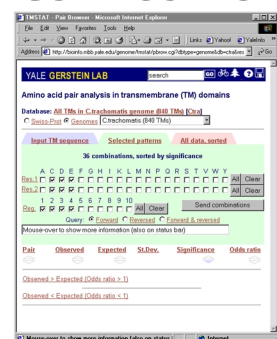 TMSTAT - Pair Browser - Microsoft Internet Explorer
File Edit View Favorites Tools Help
Links Yahoo! YaleInfo
Address http://bioinfo.mbb.yale.edu/genome/tmstat/pbrow.cgi?dbtype=genome&db=chal&res Go
YALE GERSTEIN LAB search GO
Amino acid pair analysis in transmembrane (TM) domains
Database: All TMs in C.trachomatis genome (840 TMs) [Ctra]
Swiss-Prot Genomes C.trachomatis (840 TMs)
Input TM sequence Selected patterns All data, sorted
36 combinations, sorted by significance
A C D E F G H I K L M N P Q R S T V W Y
Res.1 All Clear
Res.2 All Clear
1 2 3 4 5 6 7 8 9 10
Reg. All Clear Send combinations
Query: Forward Reversed Forward & reversed
Mouse-over to show more information (also on status bar)
Pair Observed Expected St.Dev. Significance Odds ratio
Observed > Expected (Odds ratio > 1)
Observed < Expected (Odds ratio < 1)
Mouse-over to show more information (also on status Internet